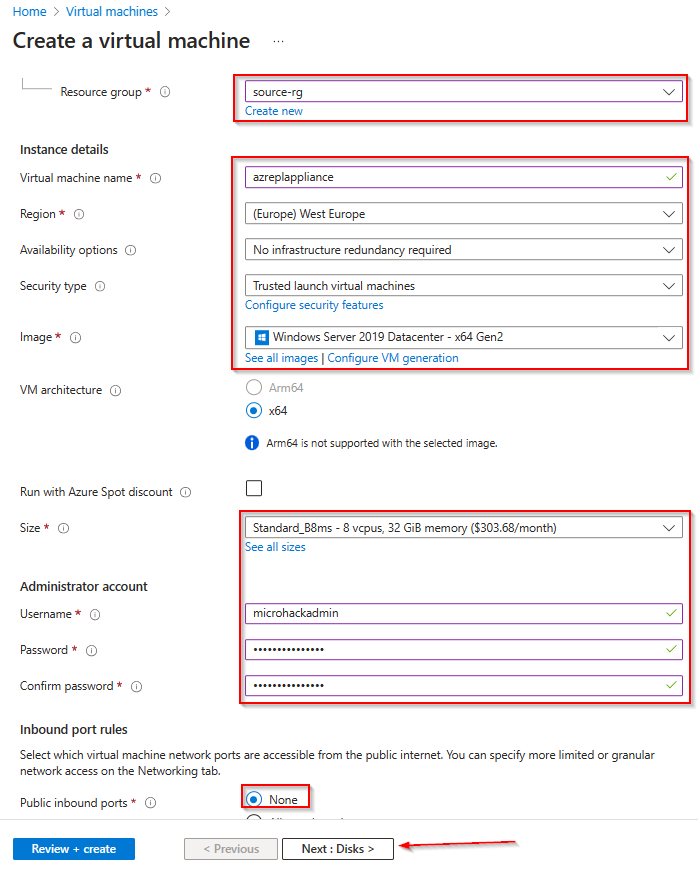 Home > Virtual machines >
Create a virtual machine ...
Resource group * source-rg
Create new
Instance details
Virtual machine name * azreplappliance
Region * (Europe) West Europe
Availability options No infrastructure redundancy required
Security type Trusted launch virtual machines
Configure security features
Image * Windows Server 2019 Datacenter - x64 Gen2
See all images | Configure VM generation
VM architecture Arm64
x64
Arm64 is not supported with the selected image.
Run with Azure Spot discount
Size * Standard_B8ms - 8 vcpus, 32 GiB memory ($303.68/month)
See all sizes
Administrator account
Username * microhackadmin
Password * •••••••••••••••
Confirm password * •••••••••••••••
Inbound port rules
Select which virtual machine network ports are accessible from the public internet. You can specify more limited or granular
network access on the Networking tab.
Public inbound ports * None
Review + create < Previous Next : Disks >